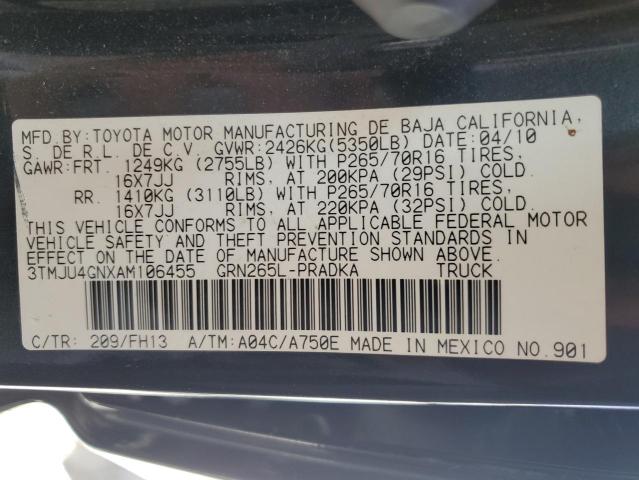 MFD.BY:TOYOTA MOTOR MANUFACTURING DE BAJA CALIFORNIA,
S. DE R.L. DE C.V. GVWR:2426KG(5350LB) DATE:04/10
GAWR:FRT. 1249KG (2755LB) WITH P265/70R16 TIRES,
16X7JJ RIMS, AT 200KPA (29PSI) COLD.
RR. 1410KG (3110LB) WITH P265/70R16 TIRES,
16X7JJ RIMS, AT 220KPA (32PSI) COLD.
THIS VEHICLE CONFORMS TO ALL APPLICABLE FEDERAL MOTOR
VEHICLE SAFETY AND THEFT PREVENTION STANDARDS IN
EFFECT ON THE DATE OF MANUFACTURE SHOWN ABOVE.
3TMJU4GNXAM106455 GRN265L-PRADKA TRUCK
C/TR: 209/FH13 A/TM: A04C/A750E MADE IN MEXICO NO.901